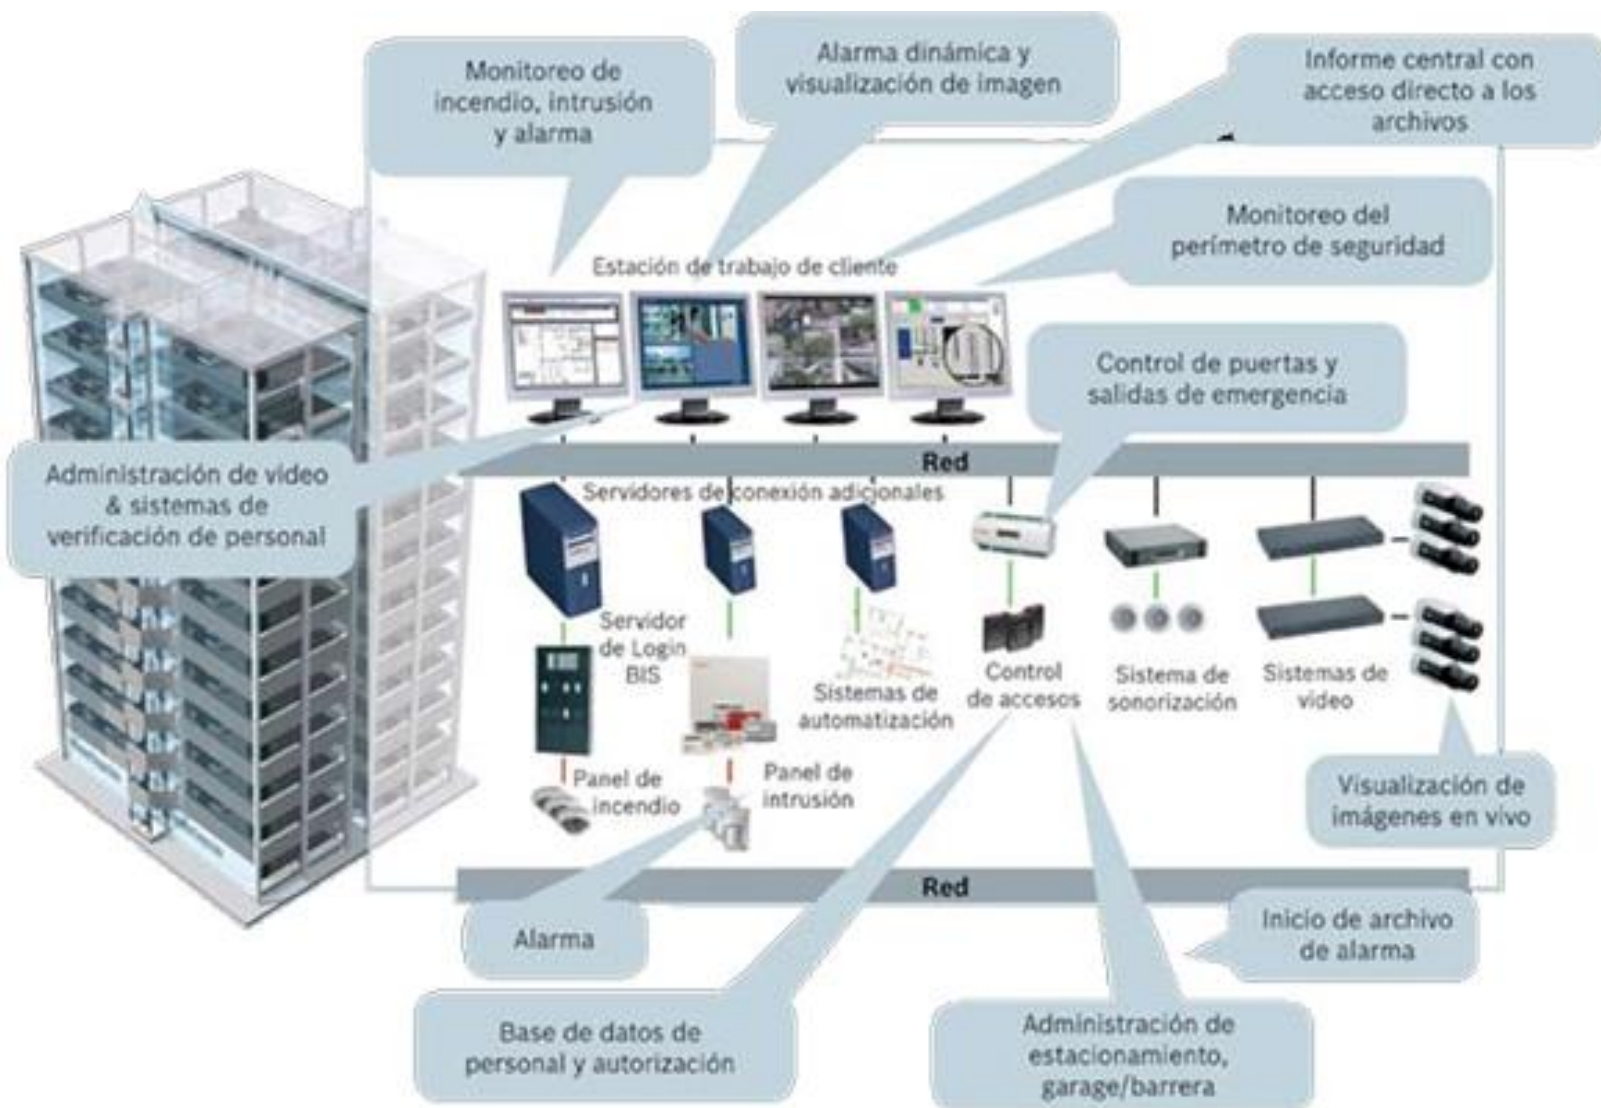 Monitoreo de
incendio, intrusión
y alarma
Alarma dinámica y
visualización de imagen
Informe central con
acceso directo a los
archivos
Monitoreo del
perímetro de seguridad
Estación de trabajo de cliente
Control de puertas y
salidas de emergencia
Red
Administración de vídeo
& sistemas de
verificación de personal
Servidores de conexión adicionales
Servidor
de Login
BIS
Sistemas de
automatización
Control
de accesos
Sistema de
sonorización
Sistemas de
vídeo
Panel de
incendio
Panel de
intrusión
Visualización de
imágenes en vivo
Red
Alarma
Inicio de archivo
de alarma
Base de datos de
personal y autorización
Administración de
estacionamiento,
garage/barrera